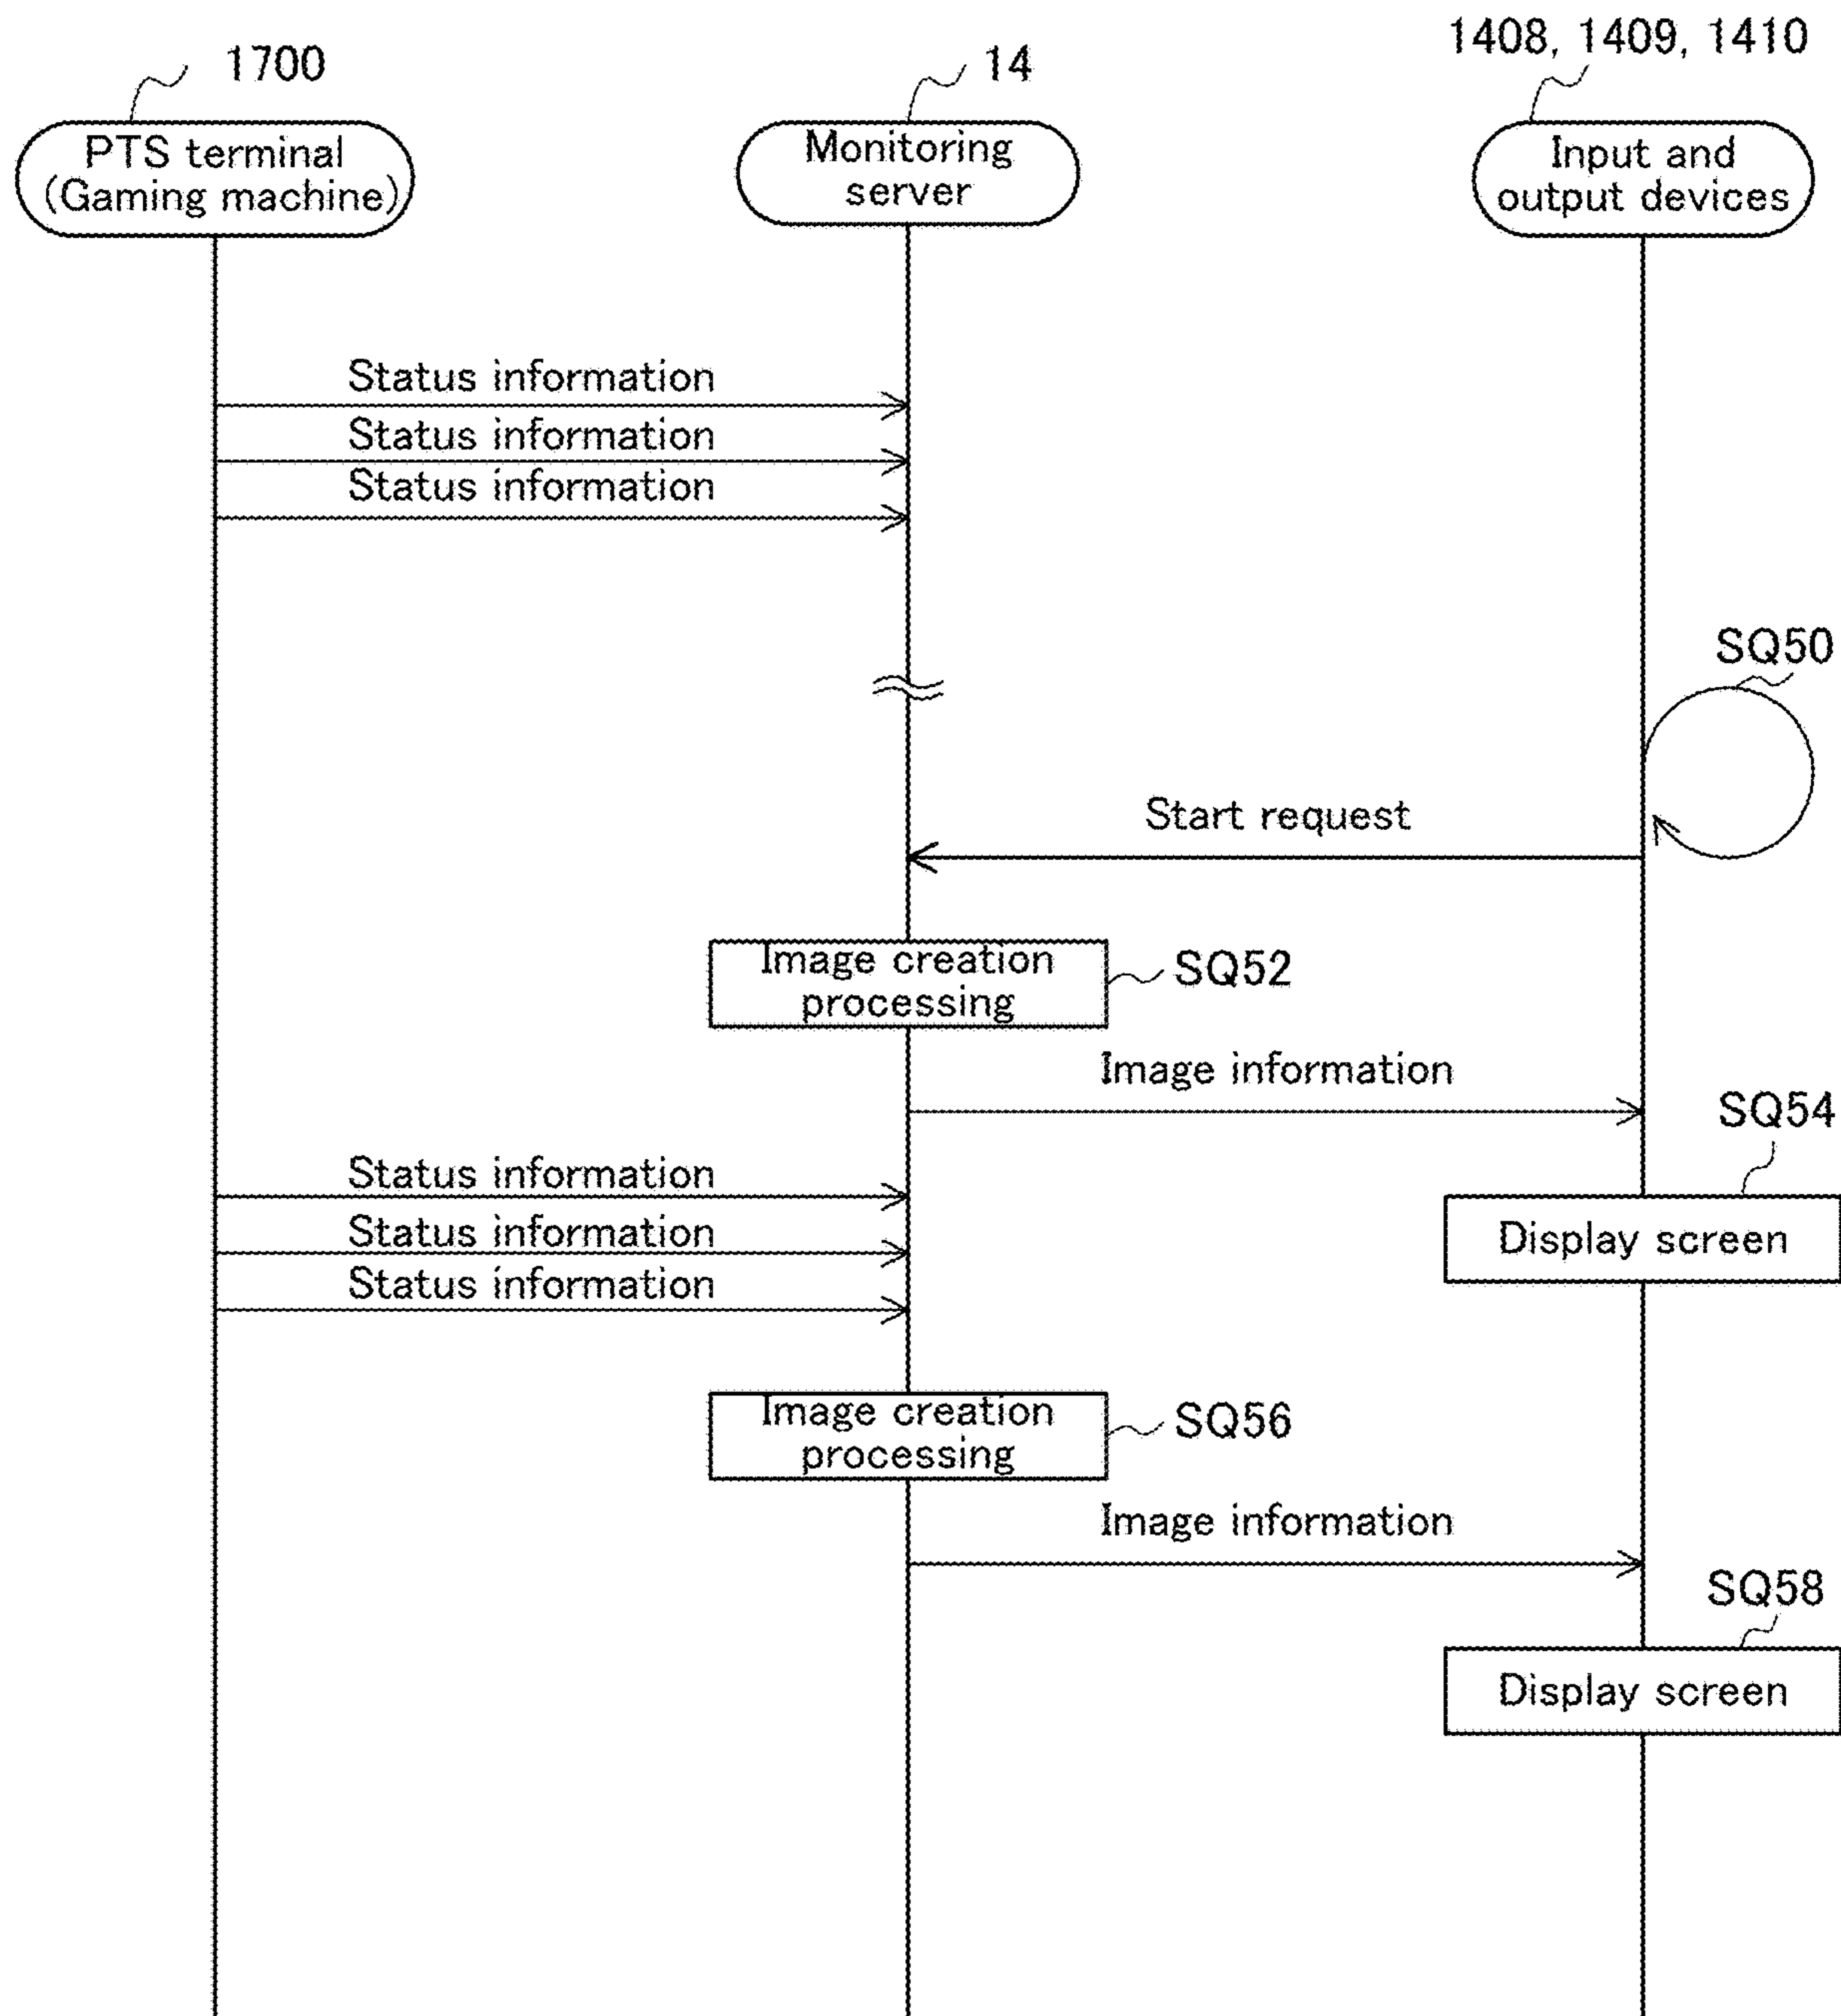 1700
14
1408, 1409, 1410
PTS terminal
(Gaming machine)
Monitoring
server
Input and
output devices
Status information
Status information
Status information
SQ50
Start request
Image creation
processing
SQ52
Image information
SQ54
Status information
Status information
Status information
Display screen
Image creation
processing
SQ56
Image information
SQ58
Display screen